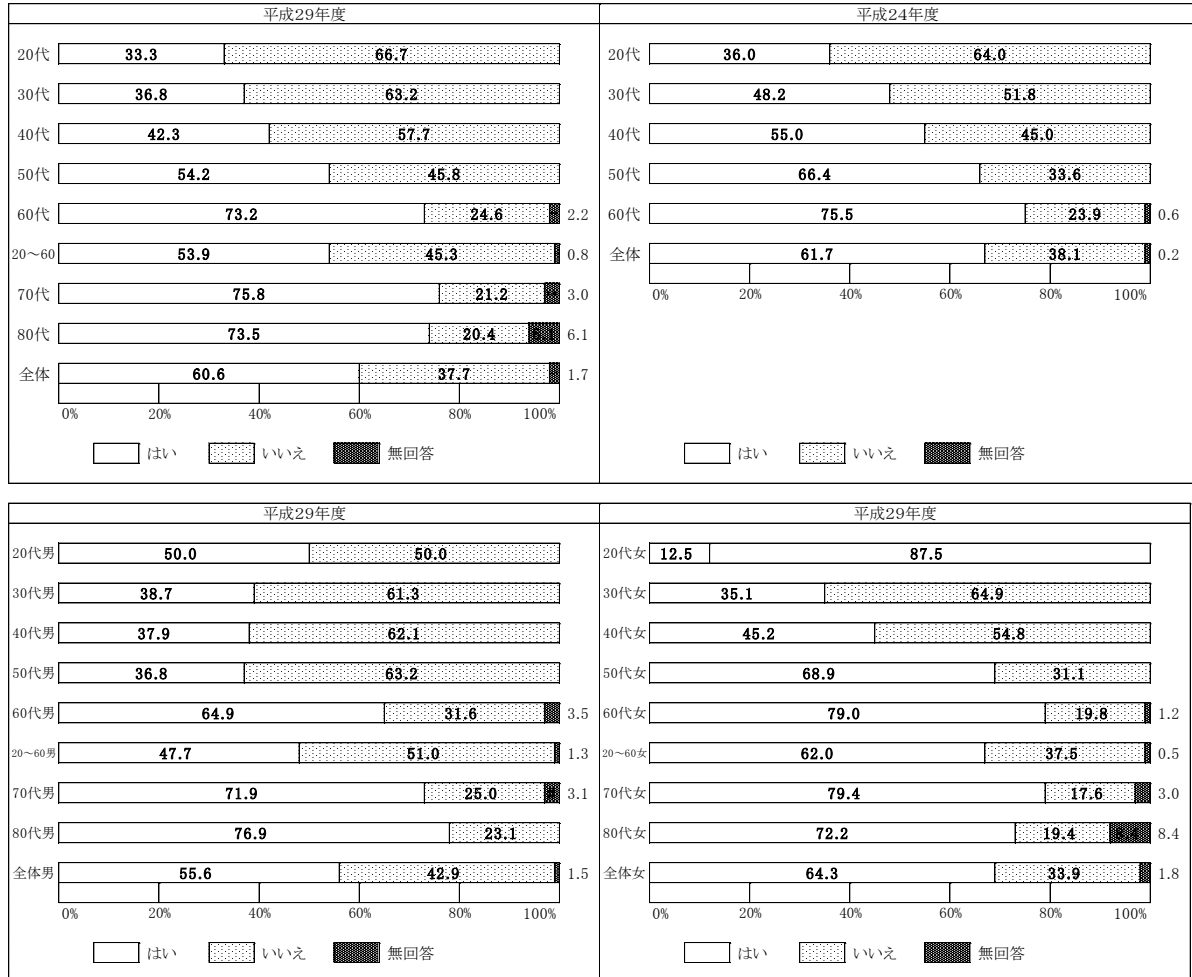 平成29年度
20代 33.3 66.7
30代 36.8 63.2
40代 42.3 57.7
50代 54.2 45.8
60代 73.2 24.6 2.2
20～60 53.9 45.3 0.8
70代 75.8 21.2 3.0
80代 73.5 20.4 6.1 6.1
全体 60.6 37.7 1.7
0% 20% 40% 60% 80% 100%
はい いいえ 無回答
平成24年度
20代 36.0 64.0
30代 48.2 51.8
40代 55.0 45.0
50代 66.4 33.6
60代 75.5 23.9 0.6
全体 61.7 38.1 0.2
0% 20% 40% 60% 80% 100%
はい いいえ 無回答
平成29年度
20代男 50.0 50.0
30代男 38.7 61.3
40代男 37.9 62.1
50代男 36.8 63.2
60代男 64.9 31.6 3.5
20～60男 47.7 51.0 1.3
70代男 71.9 25.0 3.1
80代男 76.9 23.1
全体男 55.6 42.9 1.5
0% 20% 40% 60% 80% 100%
はい いいえ 無回答
平成29年度
20代女 12.5 87.5
30代女 35.1 64.9
40代女 45.2 54.8
50代女 68.9 31.1
60代女 79.0 19.8 1.2
20～60女 62.0 37.5 0.5
70代女 79.4 17.6 3.0
80代女 72.2 19.4 8.4 8.4
全体女 64.3 33.9 1.8
0% 20% 40% 60% 80% 100%
はい いいえ 無回答